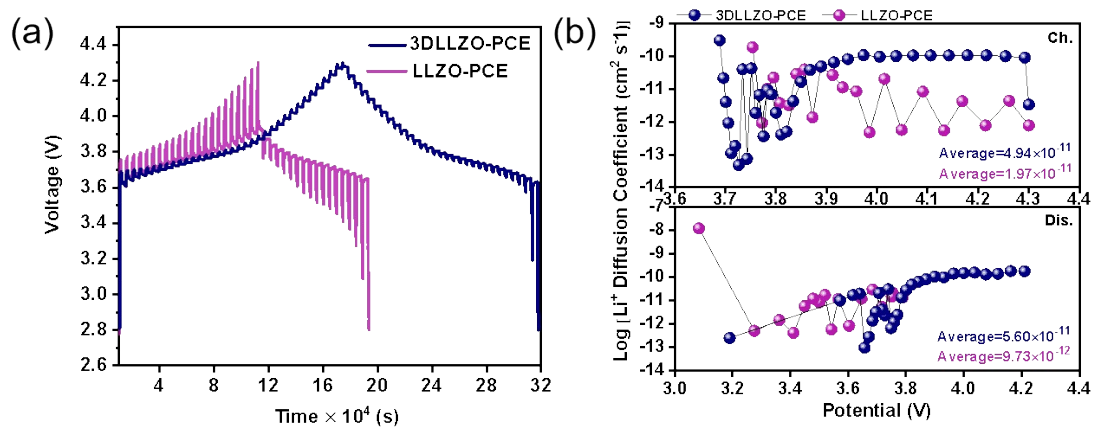 (a)
4.4
4.2
4.0
3.8
3.6
3.4
3.2
3.0
2.8
2.6
Voltage (V)
3DLLZO-PCE
LLZO-PCE
4 8 12 16 20 24 28 32
Time × 10⁴ (s)
(b)
3DLLZO-PCE LLZO-PCE
Log [Li⁺ Diffusion Coefficient (cm² s⁻¹)]
-9
-10
-11
-12
-13
-14
Ch.
Average=4.94×10⁻¹¹
Average=1.97×10⁻¹¹
3.6 3.7 3.8 3.9 4.0 4.1 4.2 4.3 4.4
-7
-8
-9
-10
-11
-12
-13
-14
Dis.
Average=5.60×10⁻¹¹
Average=9.73×10⁻¹²
3.0 3.2 3.4 3.6 3.8 4.0 4.2 4.4
Potential (V)